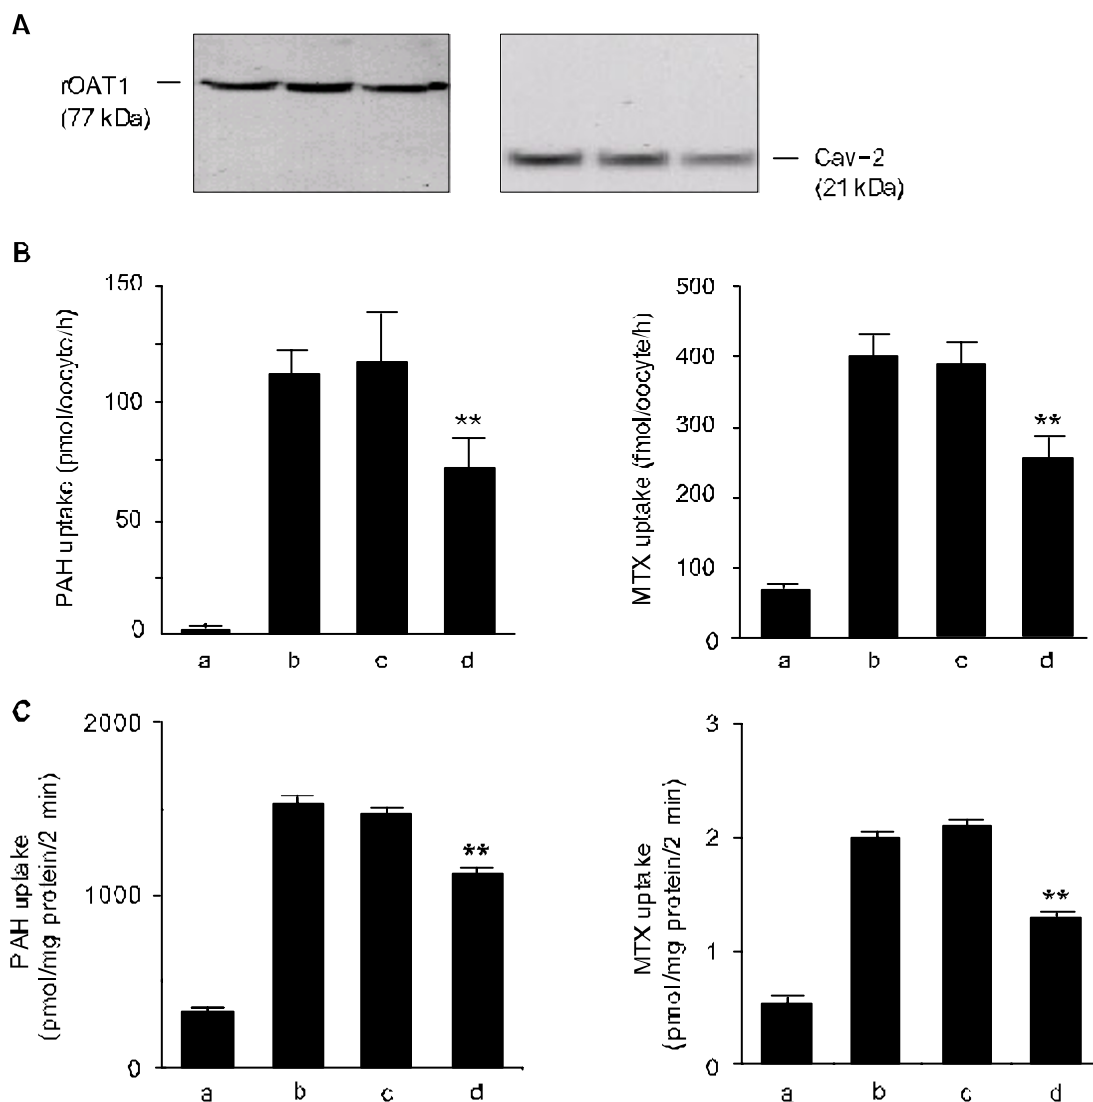 A
rOAT1
(77 kDa)
Cav-2
(21 kDa)
B
PAH uptake (pmol/oocyte/h)
150
100
50
0
a b c d
**
MTX uptake (fmol/oocyte/h)
500
400
300
200
100
0
a b c d
**
C
PAH uptake
(pmol/mg protein/2 min)
2000
1000
0
a b c d
**
MTX uptake
(pmol/mg protein/2 min)
3
2
1
0
a b c d
**